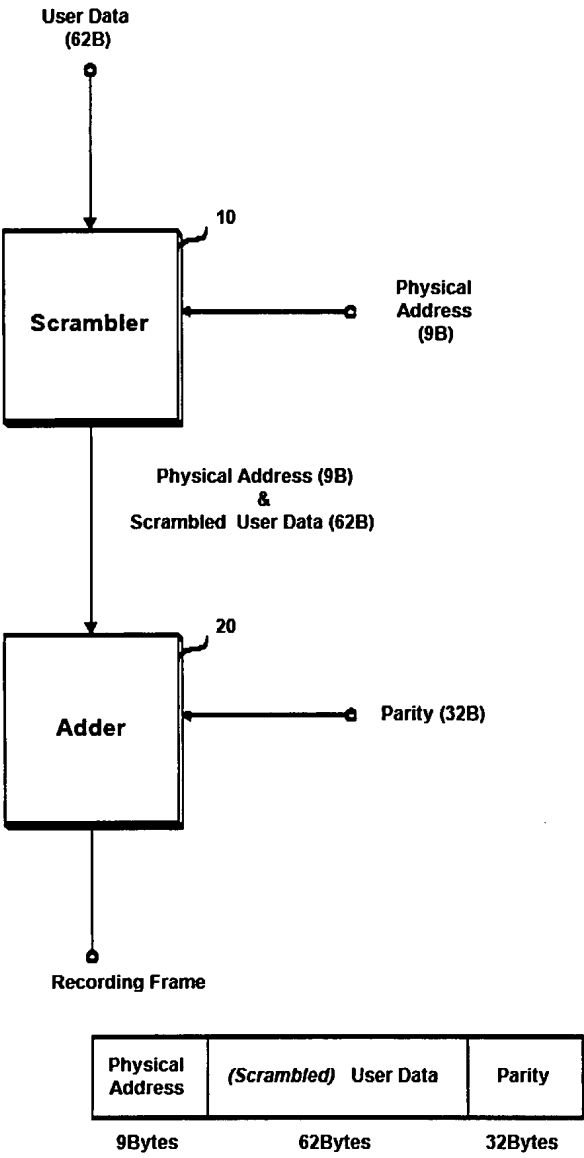 User Data
(62B)
10
Scrambler
Physical
Address
(9B)
Physical Address (9B)
&
Scrambled User Data (62B)
20
Adder
Parity (32B)
Recording Frame
Physical
Address
(Scrambled) User Data
Parity
9Bytes
62Bytes
32Bytes